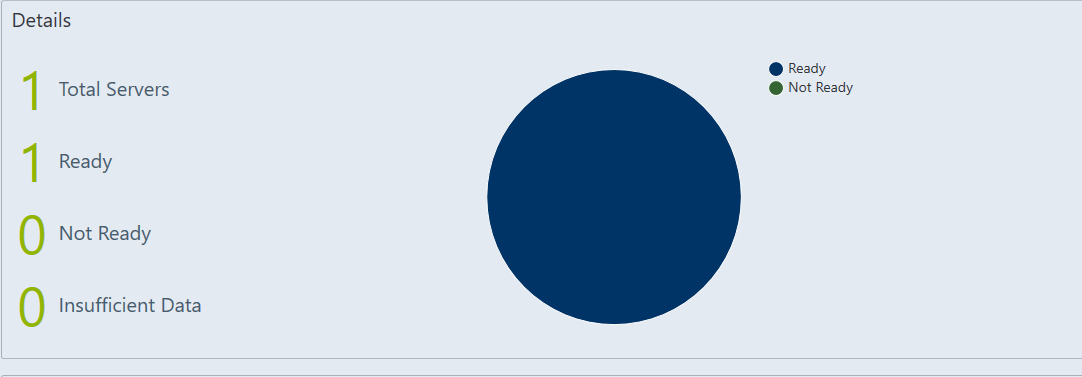 Details
1 Total Servers
1 Ready
0 Not Ready
0 Insufficient Data
Ready
Not Ready